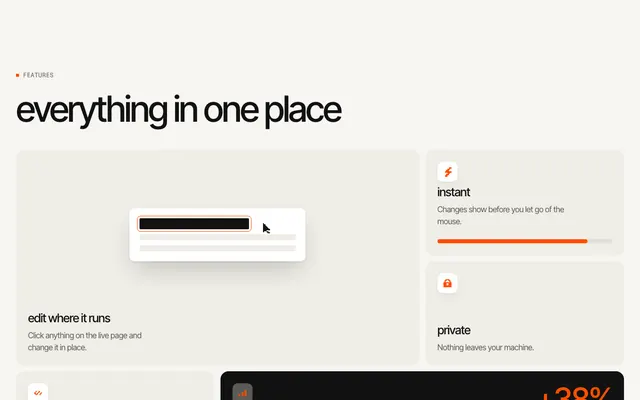 FEATURES
everything in one place
edit where it runs
Click anything on the live page and
change it in place.
instant
Changes show before you let go of the
mouse.
private
Nothing leaves your machine.
+38%